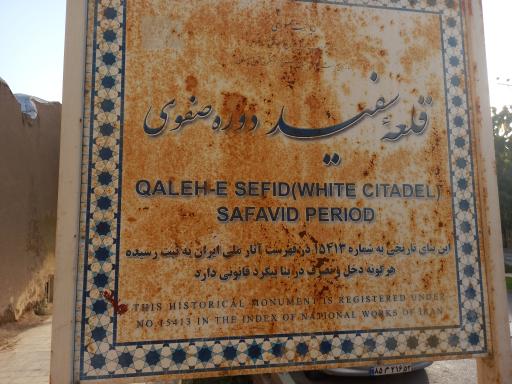 قلعهٔ سفید دوره صفوی
QALEH-E SEFID(WHITE CITADEL)
SAFAVID PERIOD
این بنای تاریخی به شماره ۱۵۴۱۳ در فهرست آثار ملی ایران به ثبت رسیده
هرگونه دخل و تصرف در بنا پیگرد قانونی دارد
THIS HISTORICAL MONUMENT IS REGISTERED UNDER
NO.15413 IN THE INDEX OF NATIONAL WORKS OF IRAN